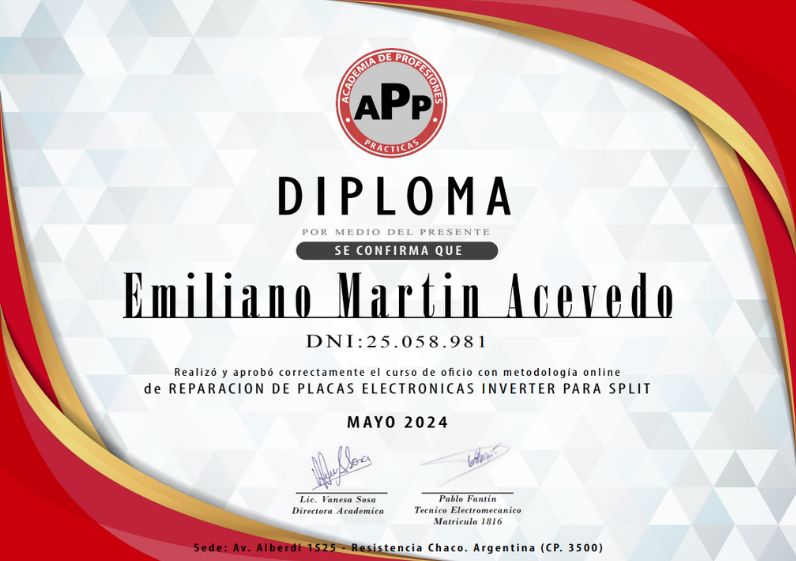 ACADEMIA DE PROFESIONES
APP
PRACTICAS
DIPLOMA
POR MEDIO DEL PRESENTE
SE CONFIRMA QUE
Emiliano Martin Acevedo
DNI:25.058.981
Realizó y aprobó correctamente el curso de oficio con metodología online
de REPARACION DE PLACAS ELECTRONICAS INVERTER PARA SPLIT
MAYO 2024
Lic. Vanesa Sosa
Directora Academica
Pablo Fantin
Tecnico Electromecanico
Matricula 1816
Sede: Av. Alberdi 1525 - Resistencia Chaco. Argentina (CP. 3500)